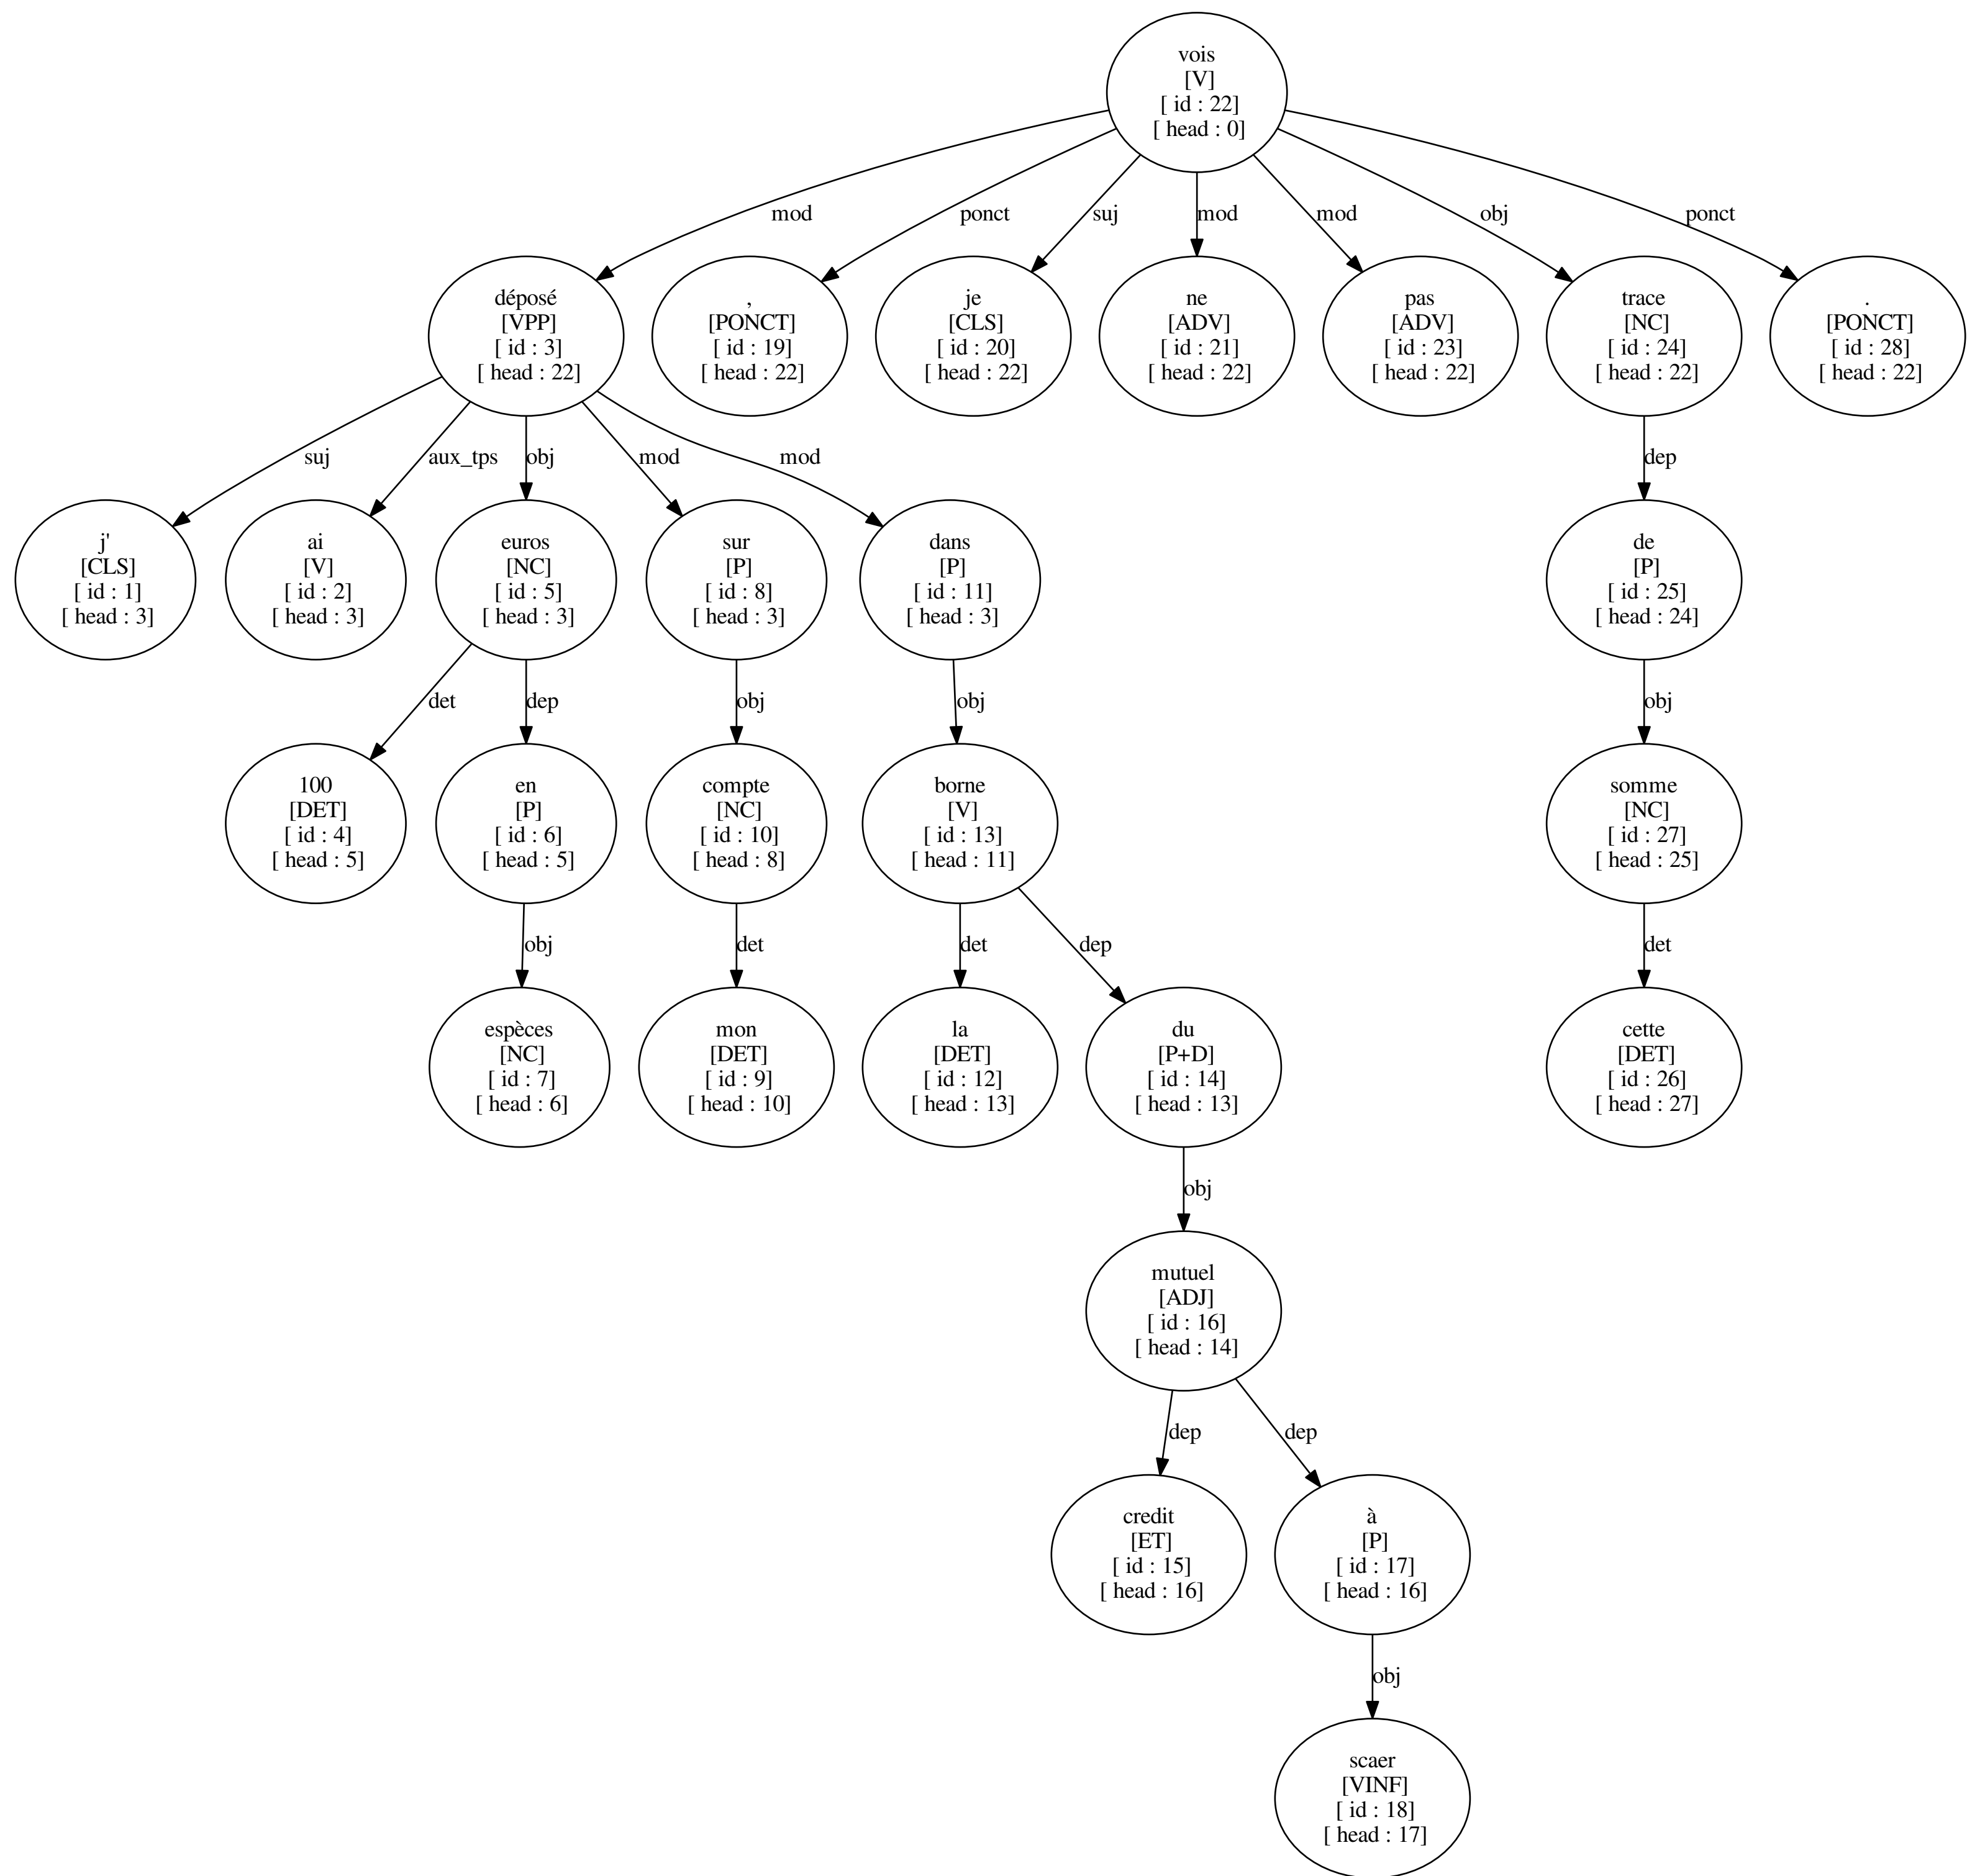 vois
[V]
[ id : 22]
[ head : 0]
mod
ponct
suj
mod
mod
obj
ponct
déposé
[VPP]
[ id : 3]
[ head : 22]
,
[PONCT]
[ id : 19]
[ head : 22]
je
[CLS]
[ id : 20]
[ head : 22]
ne
[ADV]
[ id : 21]
[ head : 22]
pas
[ADV]
[ id : 23]
[ head : 22]
trace
[NC]
[ id : 24]
[ head : 22]
.
[PONCT]
[ id : 28]
[ head : 22]
suj
aux_tps
obj
mod
mod
dep
j'
[CLS]
[ id : 1]
[ head : 3]
ai
[V]
[ id : 2]
[ head : 3]
euros
[NC]
[ id : 5]
[ head : 3]
sur
[P]
[ id : 8]
[ head : 3]
dans
[P]
[ id : 11]
[ head : 3]
de
[P]
[ id : 25]
[ head : 24]
det
dep
obj
obj
obj
100
[DET]
[ id : 4]
[ head : 5]
en
[P]
[ id : 6]
[ head : 5]
compte
[NC]
[ id : 10]
[ head : 8]
borne
[V]
[ id : 13]
[ head : 11]
somme
[NC]
[ id : 27]
[ head : 25]
obj
det
det
dep
det
espèces
[NC]
[ id : 7]
[ head : 6]
mon
[DET]
[ id : 9]
[ head : 10]
la
[DET]
[ id : 12]
[ head : 13]
du
[P+D]
[ id : 14]
[ head : 13]
cette
[DET]
[ id : 26]
[ head : 27]
obj
mutuel
[ADJ]
[ id : 16]
[ head : 14]
dep
dep
credit
[ET]
[ id : 15]
[ head : 16]
à
[P]
[ id : 17]
[ head : 16]
obj
scaer
[VINF]
[ id : 18]
[ head : 17]